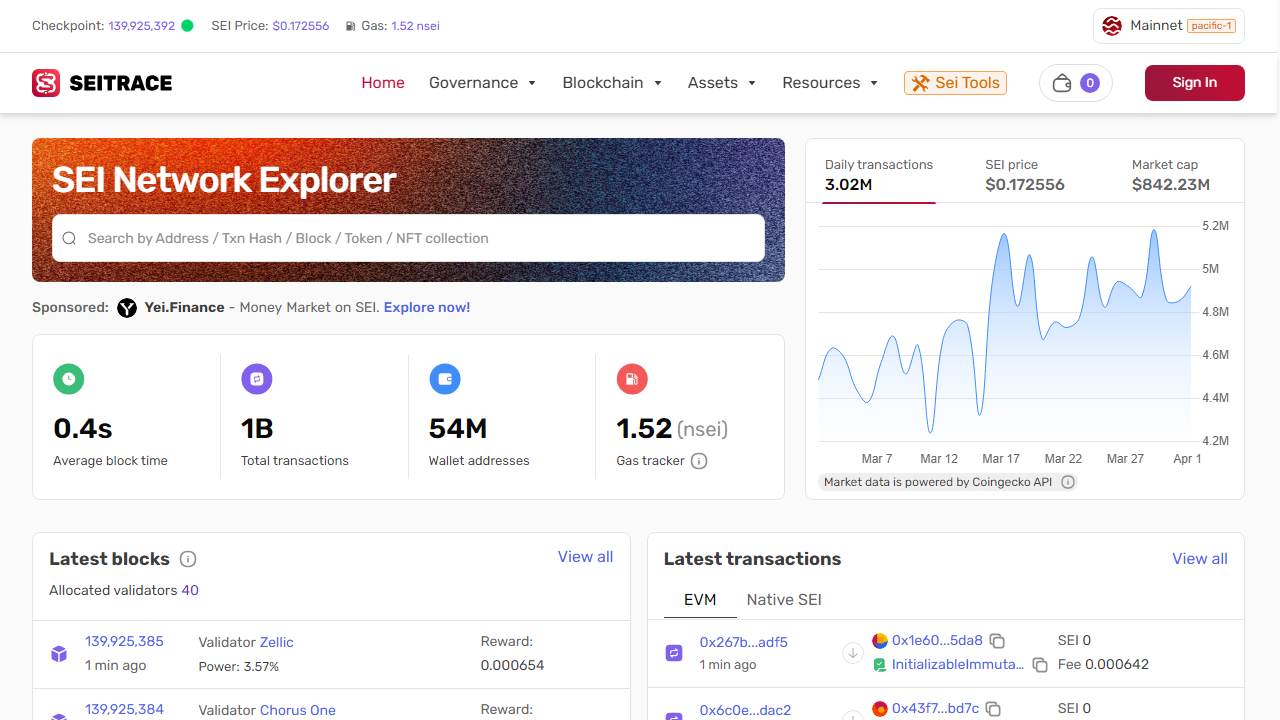 Checkpoint: 139,925,392 SEI Price: $0.172556 Gas: 1.52 nsei
Mainnet pacific-1
SEITRACE
Home Governance Blockchain Assets Resources Sei Tools 0 Sign In
SEI Network Explorer
Search by Address / Txn Hash / Block / Token / NFT collection
Sponsored: Yei.Finance - Money Market on SEI. Explore now!
0.4s
Average block time
1B
Total transactions
54M
Wallet addresses
1.52 (nsei)
Gas tracker
Daily transactions
3.02M
SEI price
$0.172556
Market cap
$842.23M
5.2M
5M
4.8M
4.6M
4.4M
4.2M
Mar 7 Mar 12 Mar 17 Mar 22 Mar 27 Apr 1
Market data is powered by Coingecko API
Latest blocks
View all
Allocated validators 40
139,925,385
1 min ago
Validator Zellic
Power: 3.57%
Reward:
0.000654
139,925,384
Validator Chorus One
Reward:
Latest transactions
View all
EVM Native SEI
0x267b...adf5
1 min ago
0x1e60...5da8
InitializableImmuta...
SEI 0
Fee 0.000642
0x6c0e...dac2
0x43f7...bd7c
SEI 0